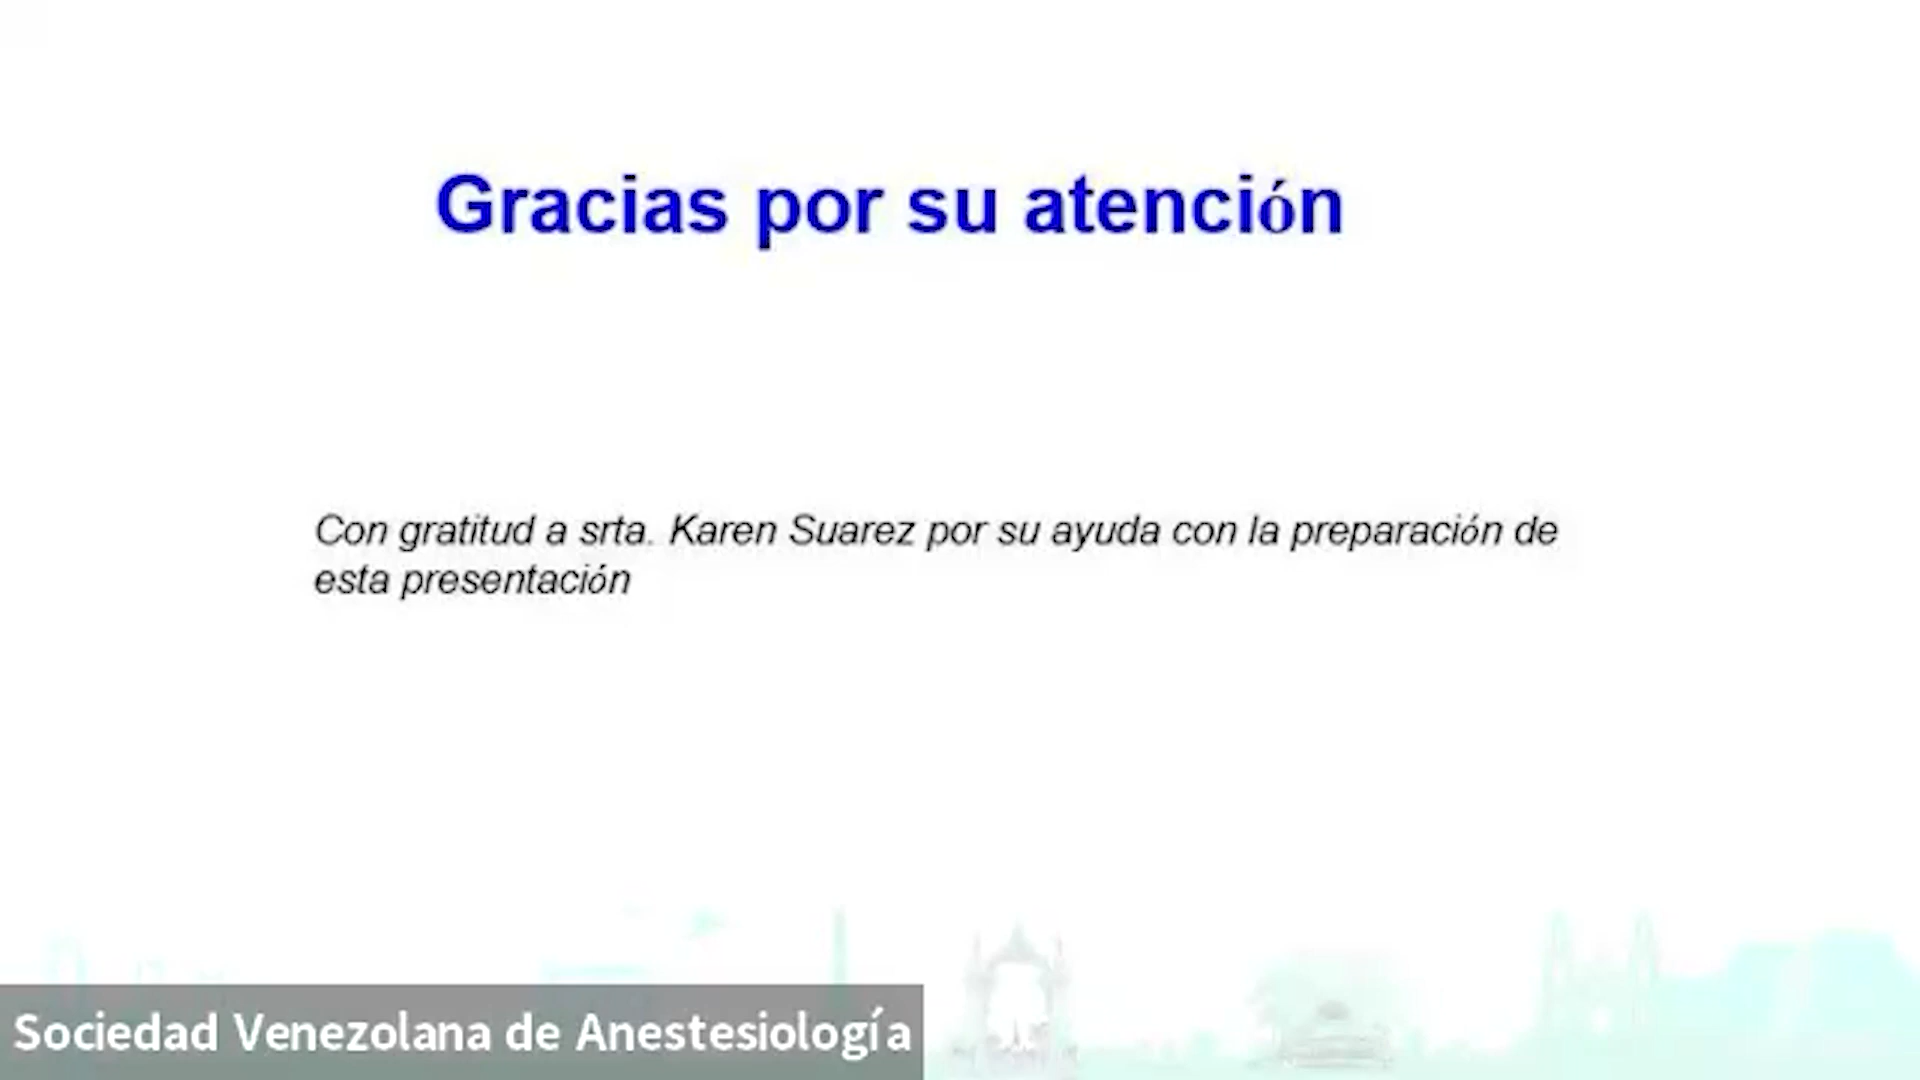 Gracias por su atención
Con gratitud a srta. Karen Suarez por su ayuda con la preparación de
esta presentación
Sociedad Venezolana de Anestesiología